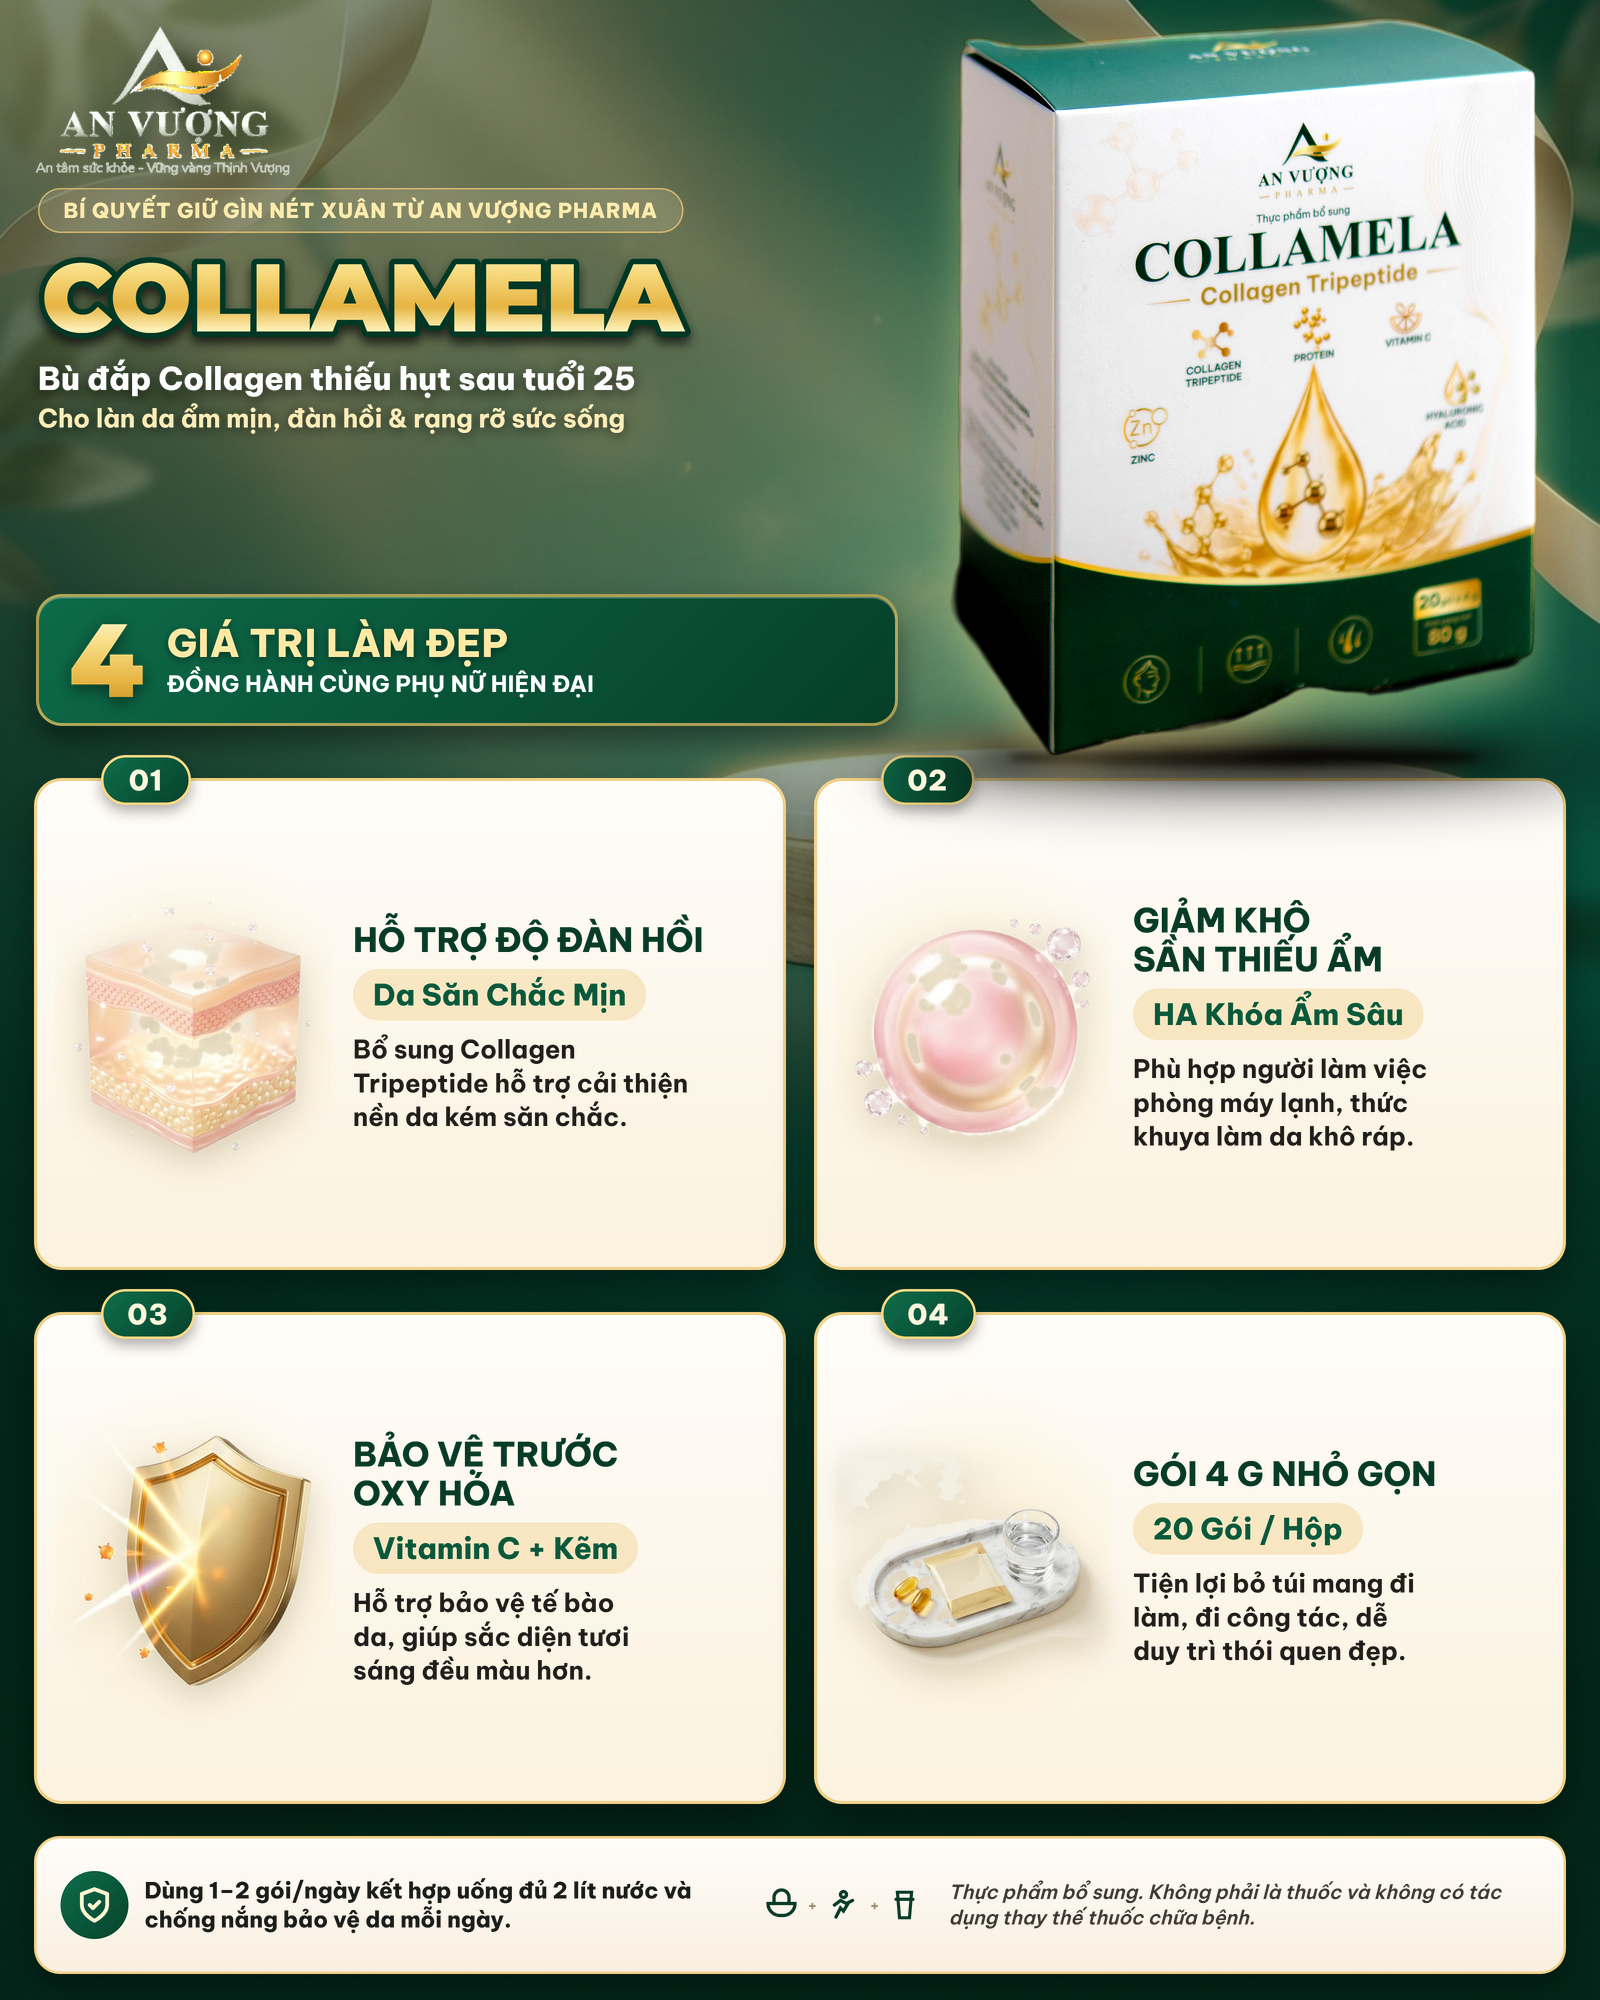 AN VƯỢNG
PHARMA
An tâm sức khỏe - Vững vàng Thịnh Vượng
BÍ QUYẾT GIỮ GÌN NÉT XUÂN TỪ AN VƯỢNG PHARMA
COLLAMELA
Bù đắp Collagen thiếu hụt sau tuổi 25
Cho làn da ẩm mịn, đàn hồi & rạng rỡ sức sống
AN VƯỢNG
PHARMA
Thực phẩm bổ sung
COLLAMELA
Collagen Tripeptide
COLLAGEN
TRIPEPTIDE
PROTEIN
VITAMIN C
Zn
ZINC
HYALURONIC
ACID
20
80 g
4
GIÁ TRỊ LÀM ĐẸP
ĐỒNG HÀNH CÙNG PHỤ NỮ HIỆN ĐẠI
01
HỖ TRỢ ĐỘ ĐÀN HỒI
Da Săn Chắc Mịn
Bổ sung Collagen
Tripeptide hỗ trợ cải thiện
nền da kém săn chắc.
02
GIẢM KHÔ
SẦN THIẾU ẨM
HA Khóa Ẩm Sâu
Phù hợp người làm việc
phòng máy lạnh, thức
khuya làm da khô ráp.
03
BẢO VỆ TRƯỚC
OXY HÓA
Vitamin C + Kẽm
Hỗ trợ bảo vệ tế bào
da, giúp sắc diện tươi
sáng đều màu hơn.
04
GÓI 4 G NHỎ GỌN
20 Gói / Hộp
Tiện lợi bỏ túi mang đi
làm, đi công tác, dễ
duy trì thói quen đẹp.
Dùng 1–2 gói/ngày kết hợp uống đủ 2 lít nước và
chống nắng bảo vệ da mỗi ngày.
Thực phẩm bổ sung. Không phải là thuốc và không có tác
dụng thay thế thuốc chữa bệnh.